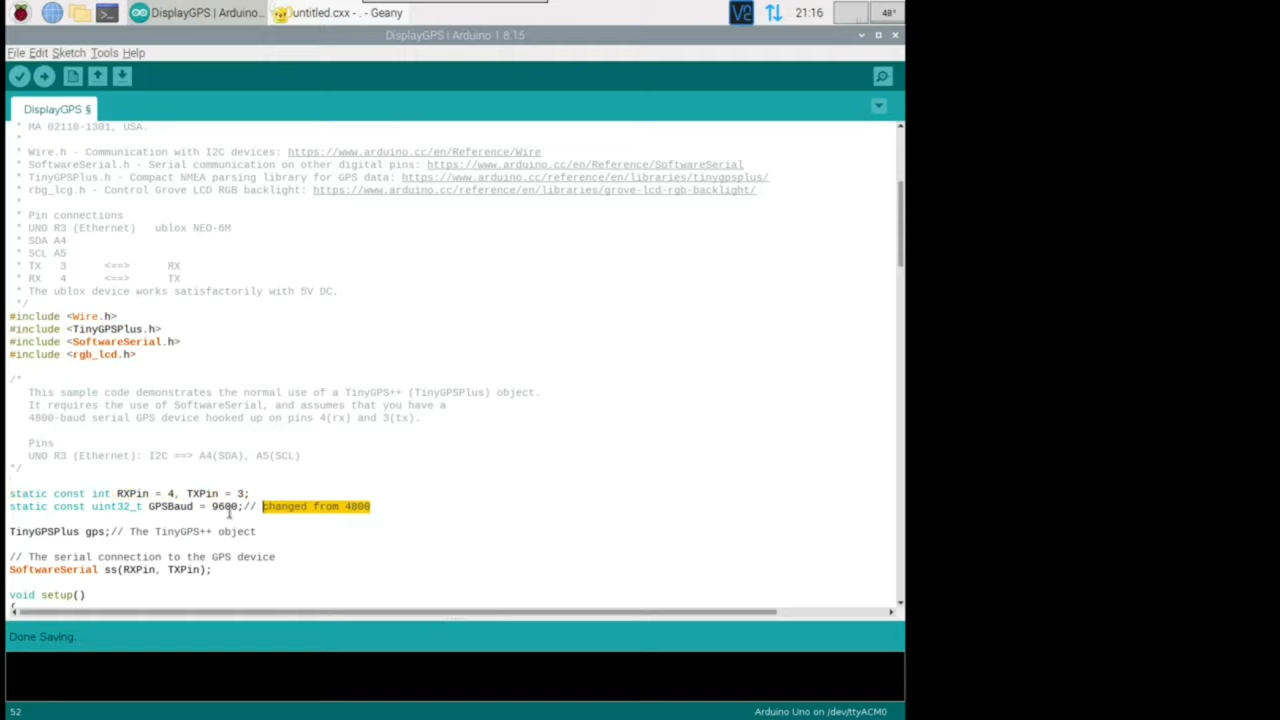 DisplayGPS | Arduino...
untitled.cxx - . - Geany
21:16
48°
DisplayGPS | Arduino | 8.15
File Edit Sketch Tools Help
DisplayGPS §
* MA 02110-1301, USA.
*
* Wire.h - Communication with I2C devices: https://www.arduino.cc/en/Reference/Wire
* SoftwareSerial.h - Serial communication on other digital pins: https://www.arduino.cc/en/Reference/SoftwareSerial
* TinyGPSPlus.h - Compact NMEA parsing library for GPS data: https://www.arduino.cc/reference/en/libraries/tinygpsplus/
* rbg_lcg.h - Control Grove LCD RGB backlight: https://www.arduino.cc/reference/en/libraries/grove-lcd-rgb-backlight/
*
* Pin connections
* UNO R3 (Ethernet)   ublox NEO-6M
* SDA A4
* SCL A5
* TX  3      <==>      RX
* RX  4      <==>      TX
* The ublox device works satisfactorily with 5V DC.
*/
#include <Wire.h>
#include <TinyGPSPlus.h>
#include <SoftwareSerial.h>
#include <rgb_lcd.h>
/*
This sample code demonstrates the normal use of a TinyGPS++ (TinyGPSPlus) object.
It requires the use of SoftwareSerial, and assumes that you have a
4800-baud serial GPS device hooked up on pins 4(rx) and 3(tx).
Pins
UNO R3 (Ethernet): I2C ==> A4(SDA), A5(SCL)
*/
static const int RXPin = 4, TXPin = 3;
static const uint32_t GPSBaud = 9600;// changed from 4800
TinyGPSPlus gps;// The TinyGPS++ object
// The serial connection to the GPS device
SoftwareSerial ss(RXPin, TXPin);
void setup()
{
Done Saving.
52
Arduino Uno on /dev/ttyACM0